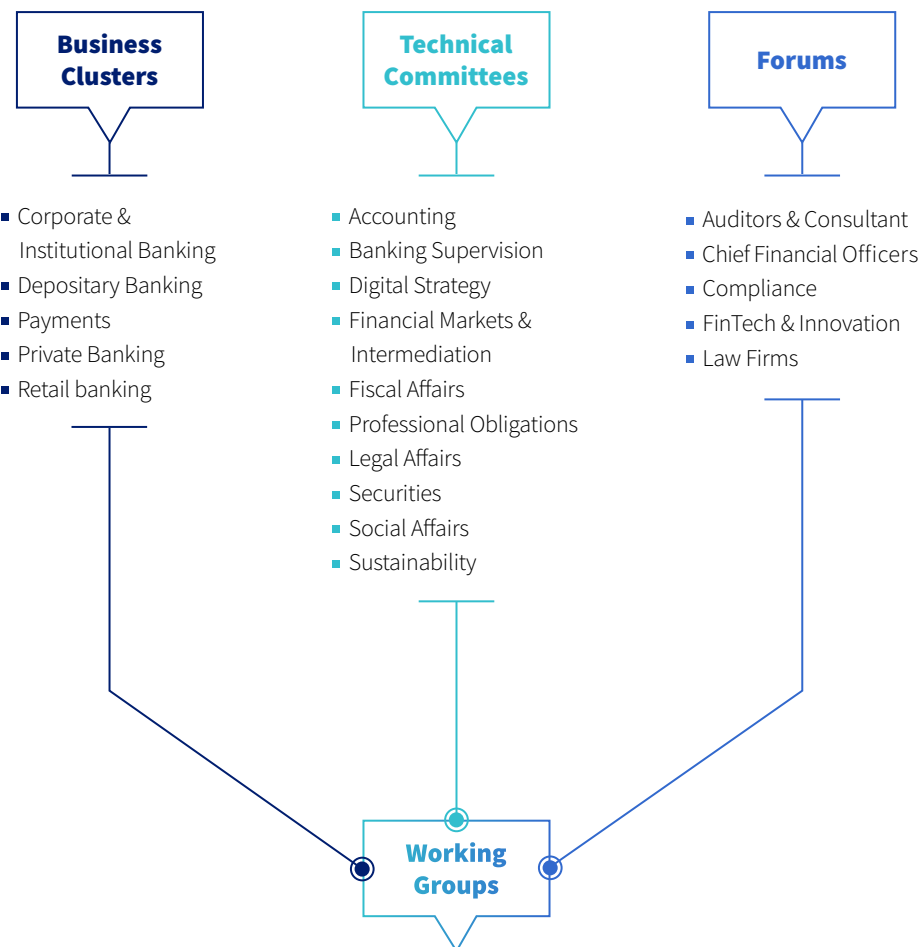 Business
Clusters
Corporate &
Institutional Banking
Depositary Banking
Payments
Private Banking
Retail banking
Technical
Committees
Accounting
Banking Supervision
Digital Strategy
Financial Markets &
Intermediation
Fiscal Affairs
Professional Obligations
Legal Affairs
Securities
Social Affairs
Sustainability
Forums
Auditors & Consultant
Chief Financial Officers
Compliance
FinTech & Innovation
Law Firms
Working
Groups